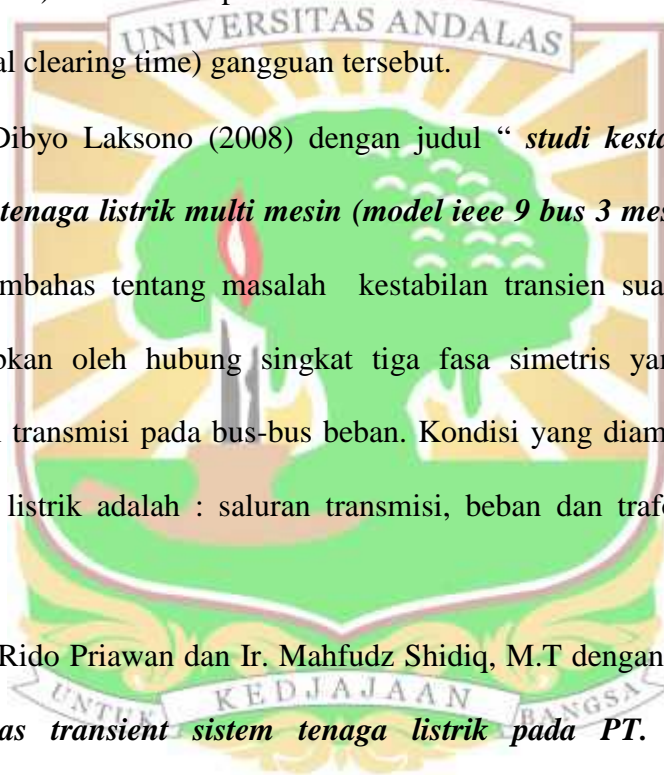 UNIVERSITAS ANDALAS
al clearing time) gangguan tersebut.
Dibyo Laksono (2008) dengan judul “ studi kesta
tenaga listrik multi mesin (model ieee 9 bus 3 mes
mbahas tentang masalah kestabilan transien sua
bkan oleh hubung singkat tiga fasa simetris yan
transmisi pada bus-bus beban. Kondisi yang diam
listrik adalah : saluran transmisi, beban dan traf
Rido Priawan dan Ir. Mahfudz Shidiq, M.T dengan
UNTUK KEDJAJAAN BANGSA
as transient sistem tenaga listrik pada PT.